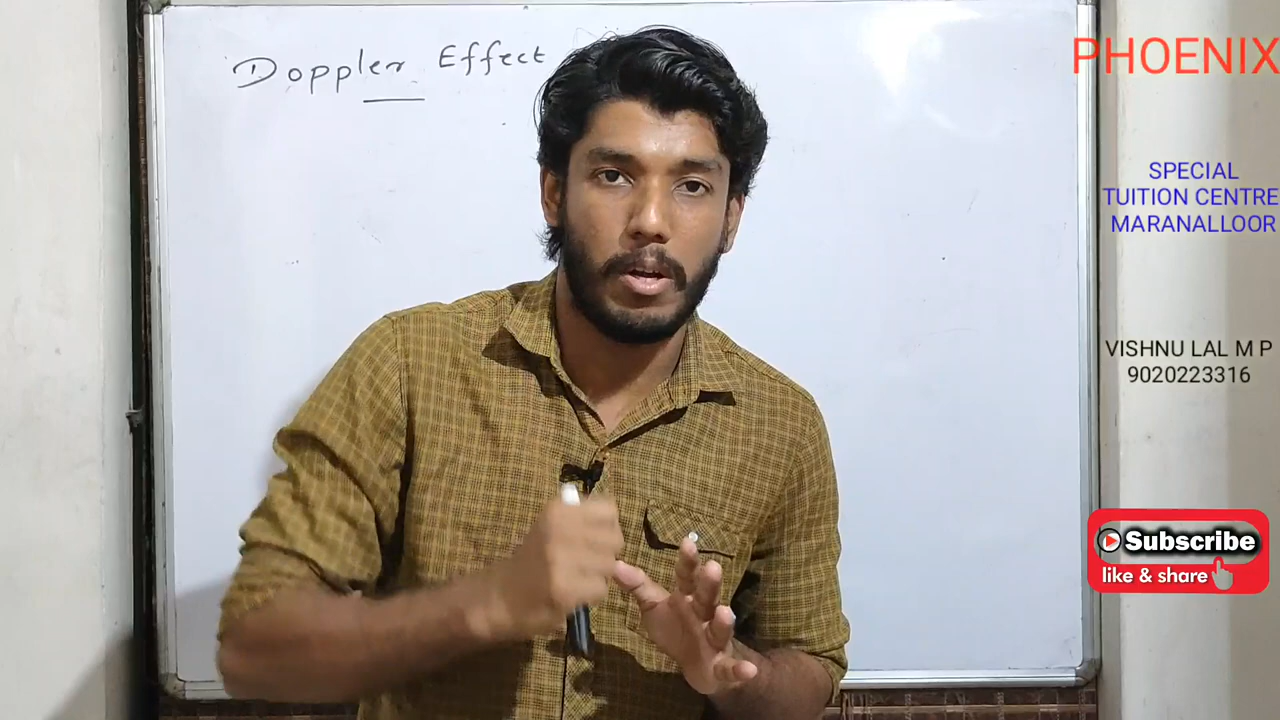 Doppler Effect
PHOENIX
SPECIAL
TUITION CENTRE
MARANALLOOR
VISHNU LAL M P
9020223316
Subscribe
like & share